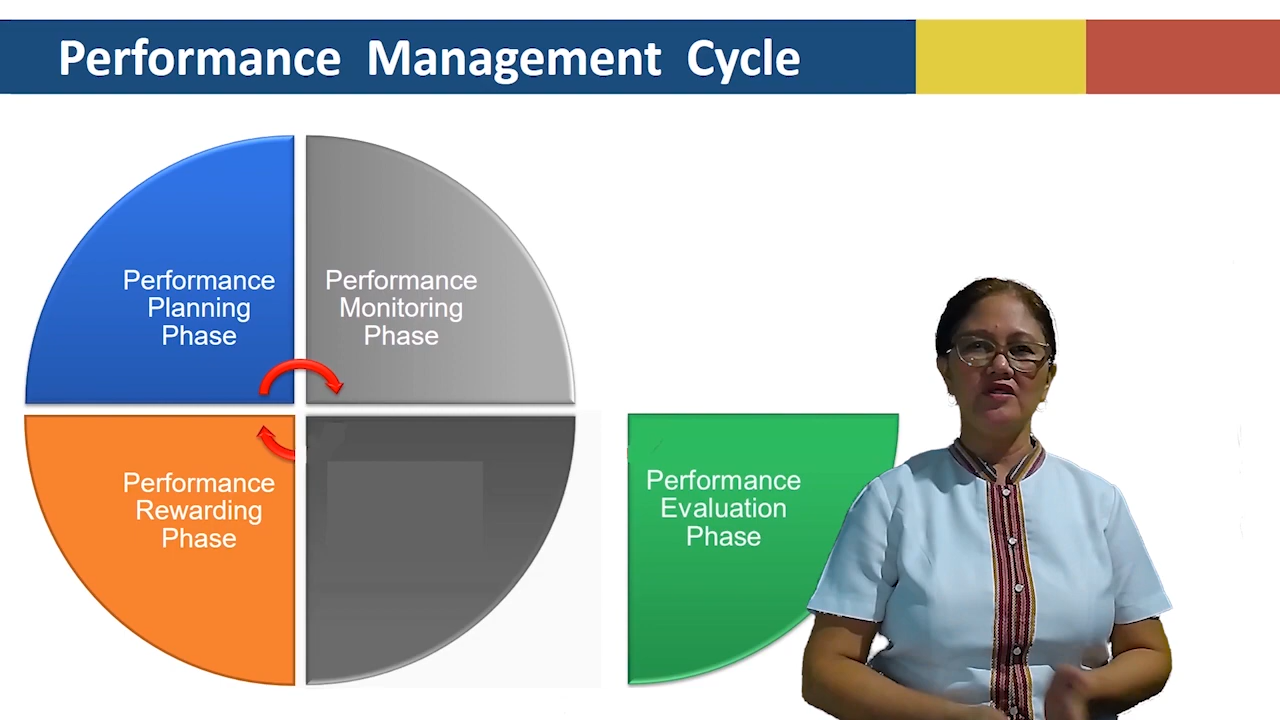 Performance Management Cycle
Performance
Planning
Phase
Performance
Monitoring
Phase
Performance
Rewarding
Phase
Performance
Evaluation
Phase